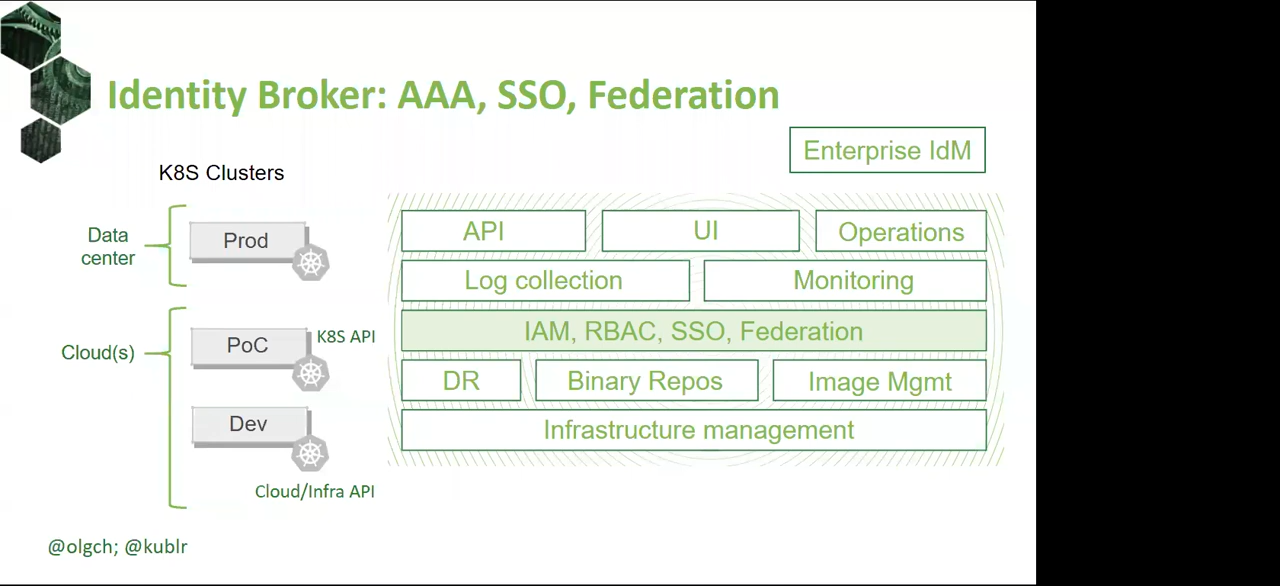 Identity Broker: AAA, SSO, Federation
Enterprise IdM
K8S Clusters
Data
center
Prod
Cloud(s)
PoC
K8S API
Dev
Cloud/Infra API
API
UI
Operations
Log collection
Monitoring
IAM, RBAC, SSO, Federation
DR
Binary Repos
Image Mgmt
Infrastructure management
@olgch; @kublr